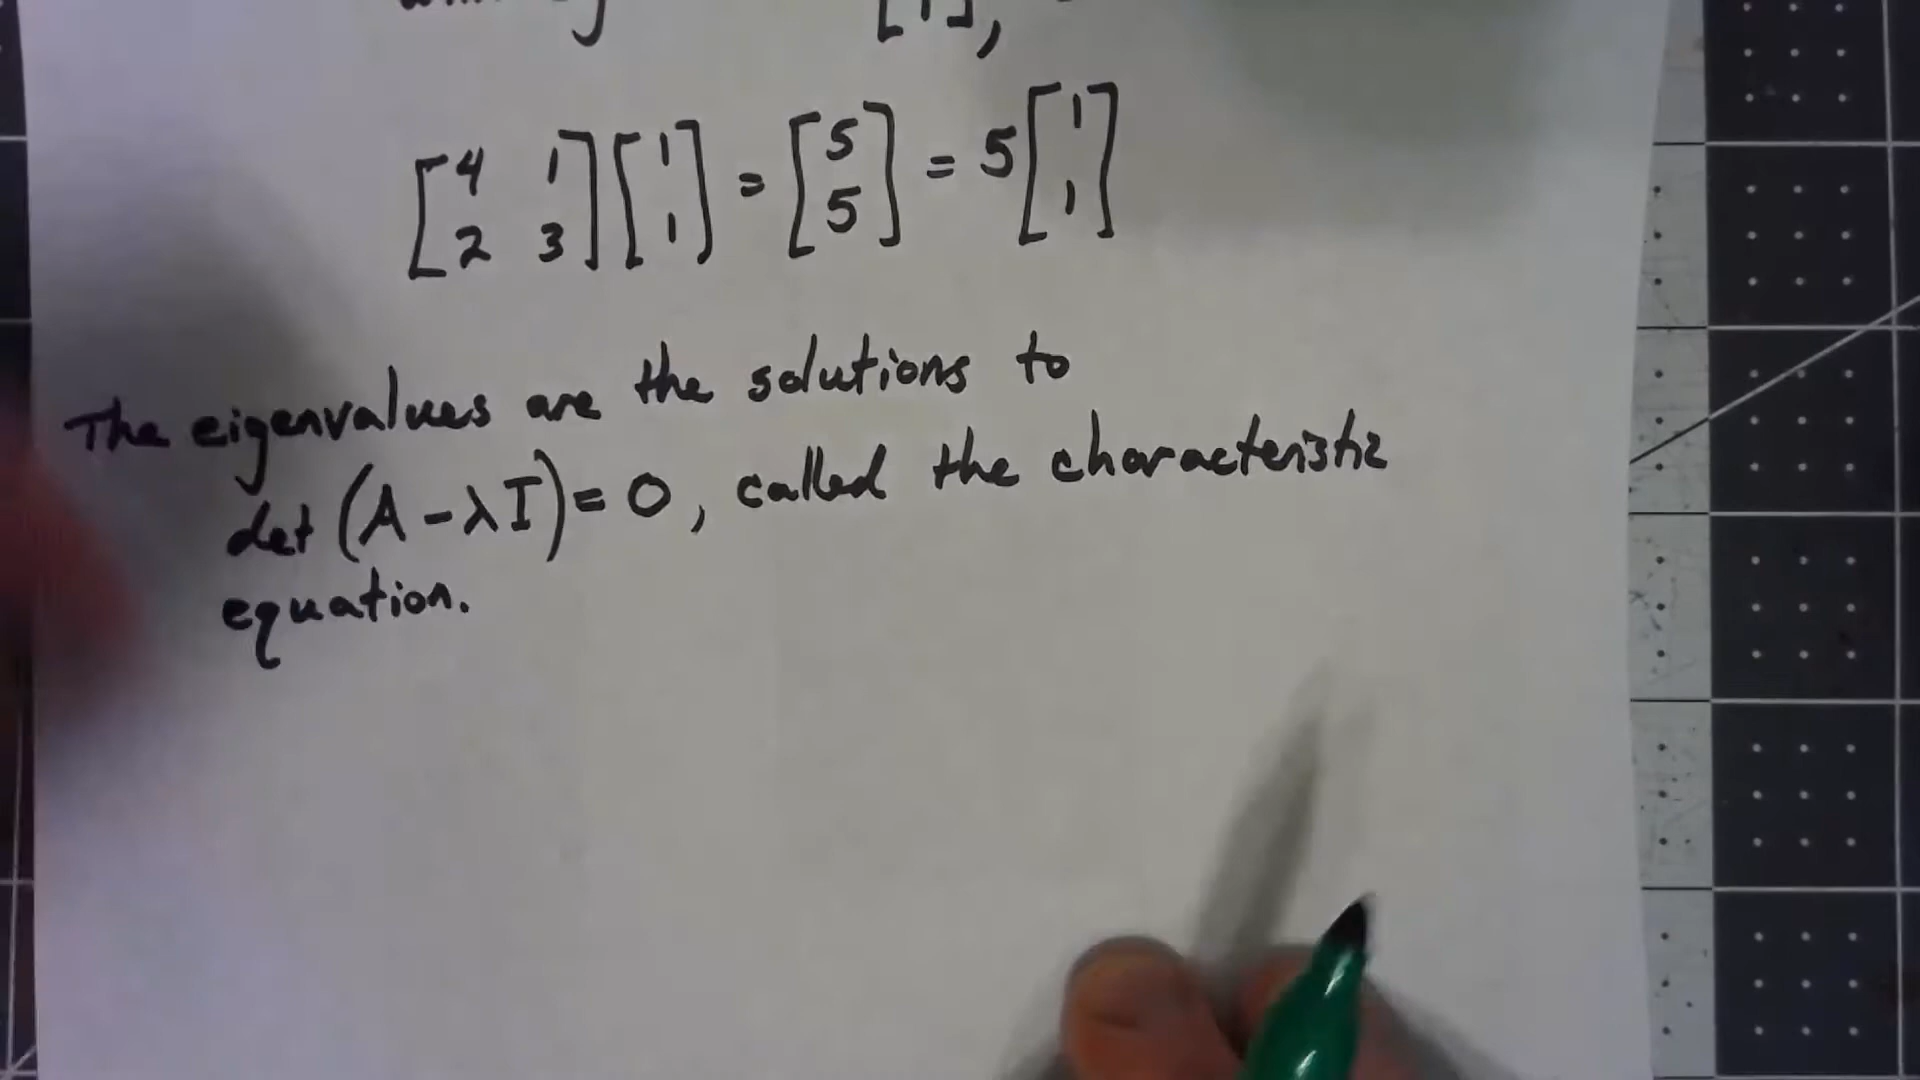 [1],
[4 1
2 3] [1
1] = [5
5] = 5 [1
1]
The eigenvalues are the solutions to
det (A - λI) = 0, called the characteristic
equation.